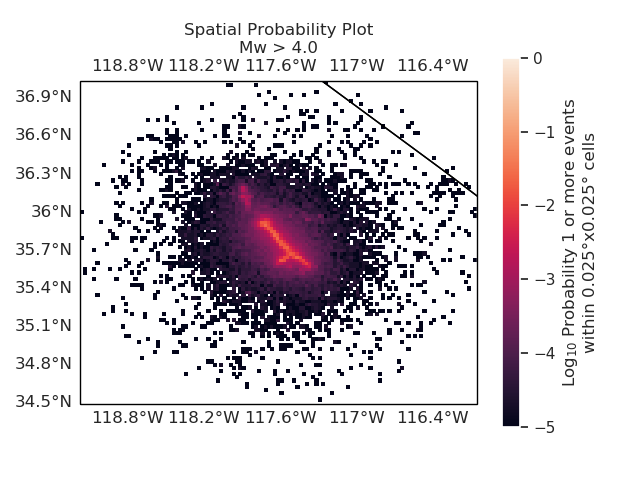 Spatial Probability Plot
Mw > 4.0
118.8°W 118.2°W 117.6°W 117°W 116.4°W
36.9°N
36.6°N
36.3°N
36°N
35.7°N
35.4°N
35.1°N
34.8°N
34.5°N
118.8°W 118.2°W 117.6°W 117°W 116.4°W
0
−1
−2
−3
−4
−5
Log₁₀ Probability 1 or more events
within 0.025°x0.025° cells